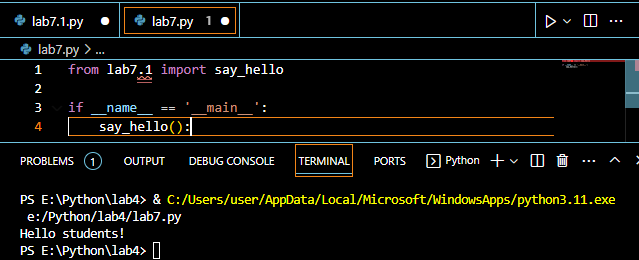 lab7.1.py lab7.py 1
lab7.py > ...
1 from lab7.1 import say_hello
2
3 if __name__ == '__main__':
4 say_hello():
PROBLEMS 1 OUTPUT DEBUG CONSOLE TERMINAL PORTS Python
PS E:\Python\lab4> & C:/Users/user/AppData/Local/Microsoft/WindowsApps/python3.11.exe
e:/Python/lab4/lab7.py
Hello students!
PS E:\Python\lab4>